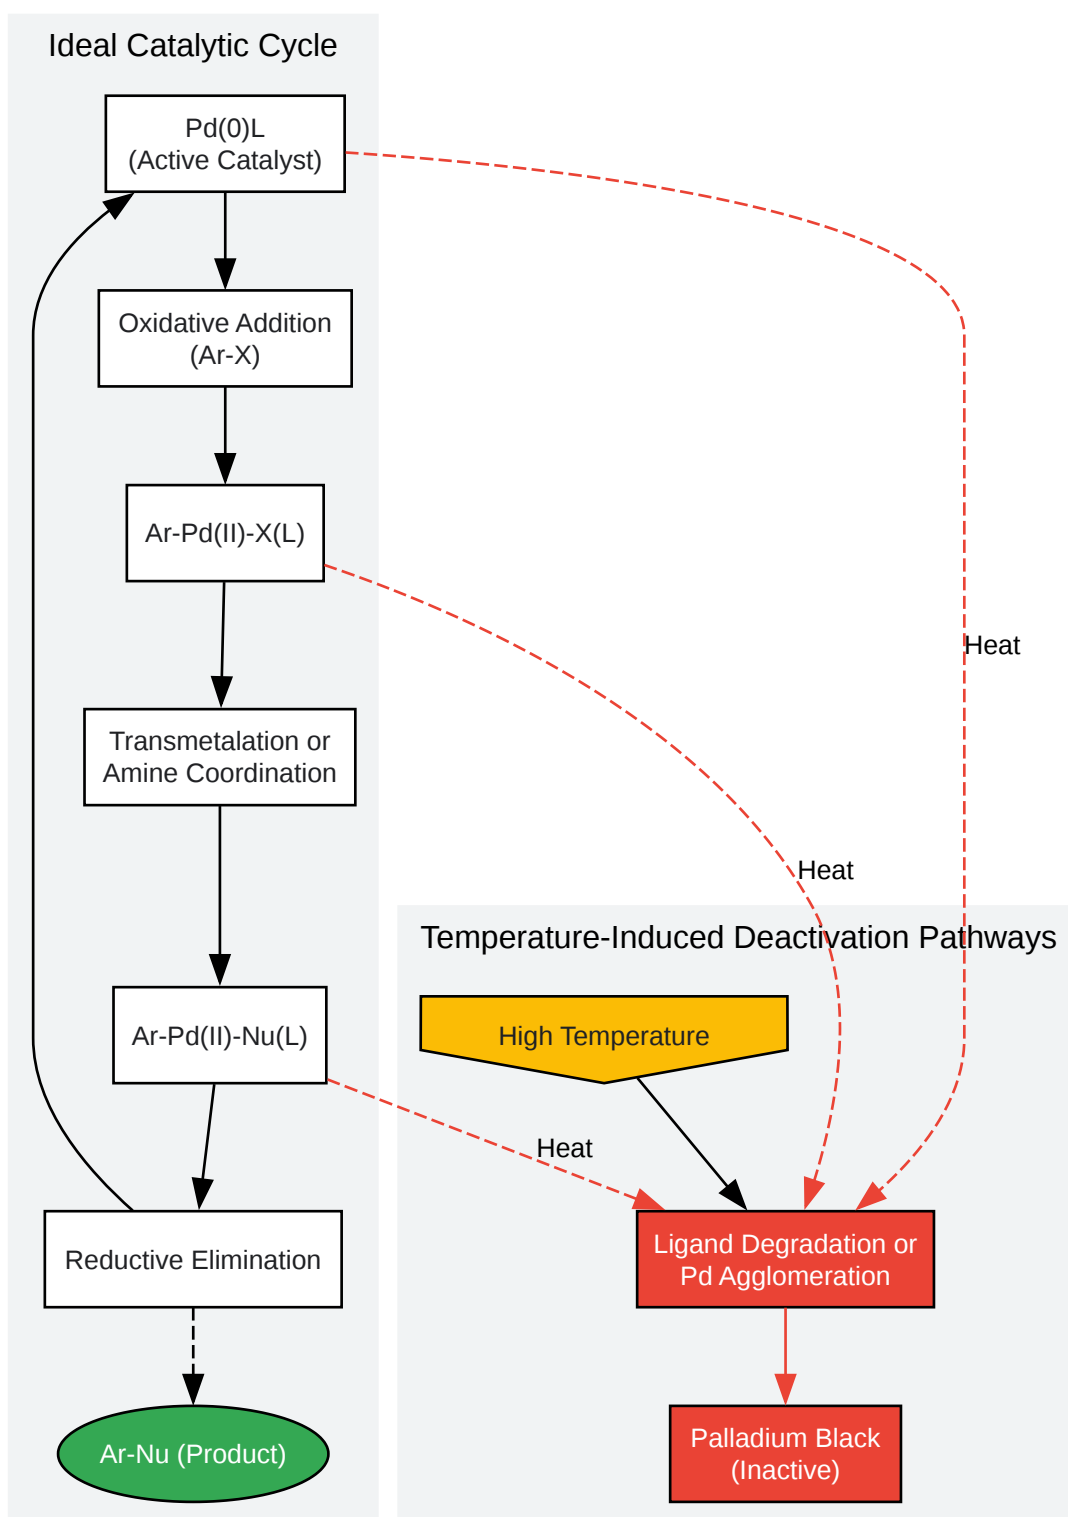 Ideal Catalytic Cycle
Pd(0)L
(Active Catalyst)
Oxidative Addition
(Ar-X)
Ar-Pd(II)-X(L)
Heat
Transmetalation or
Amine Coordination
Heat
Temperature-Induced Deactivation Pathways
Ar-Pd(II)-Nu(L)
High Temperature
Heat
Reductive Elimination
Ligand Degradation or
Pd Agglomeration
Ar-Nu (Product)
Palladium Black
(Inactive)